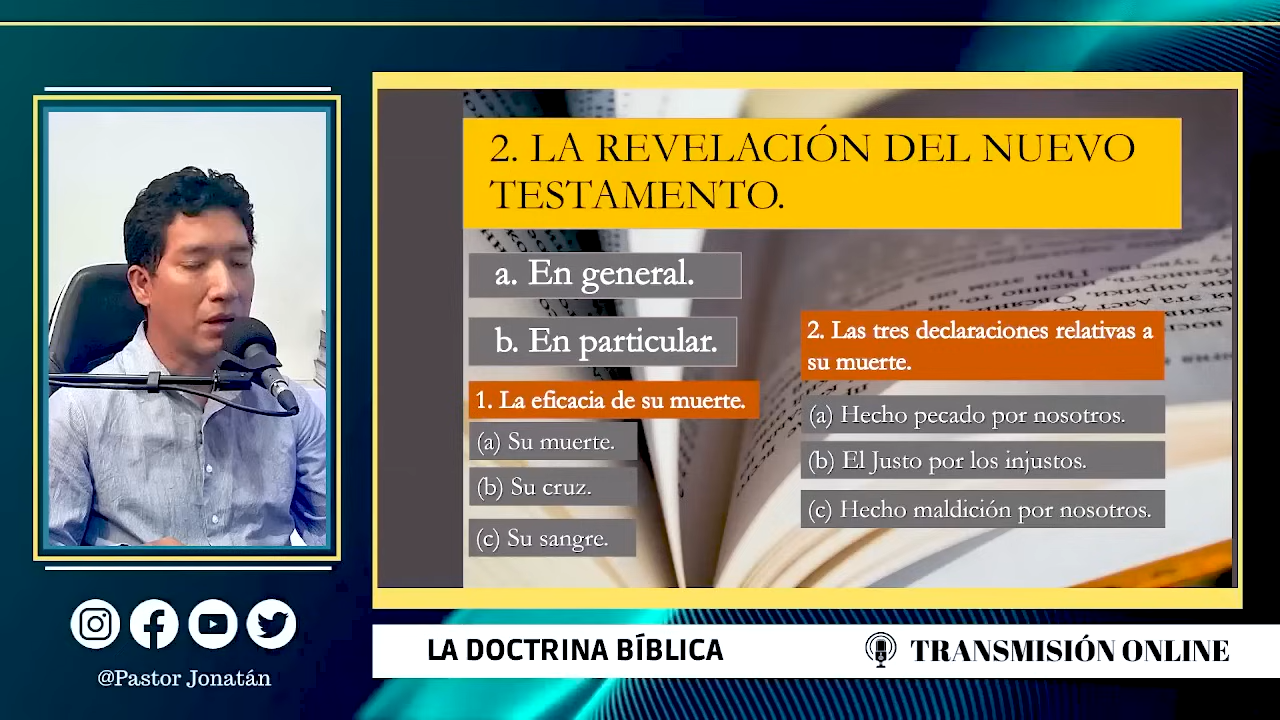 2. LA REVELACIÓN DEL NUEVO
TESTAMENTO.
a. En general.
b. En particular.
1. La eficacia de su muerte.
(a) Su muerte.
(b) Su cruz.
(c) Su sangre.
2. Las tres declaraciones relativas a
su muerte.
(a) Hecho pecado por nosotros.
(b) El Justo por los injustos.
(c) Hecho maldición por nosotros.
@Pastor Jonatán
LA DOCTRINA BÍBLICA
TRANSMISIÓN ONLINE